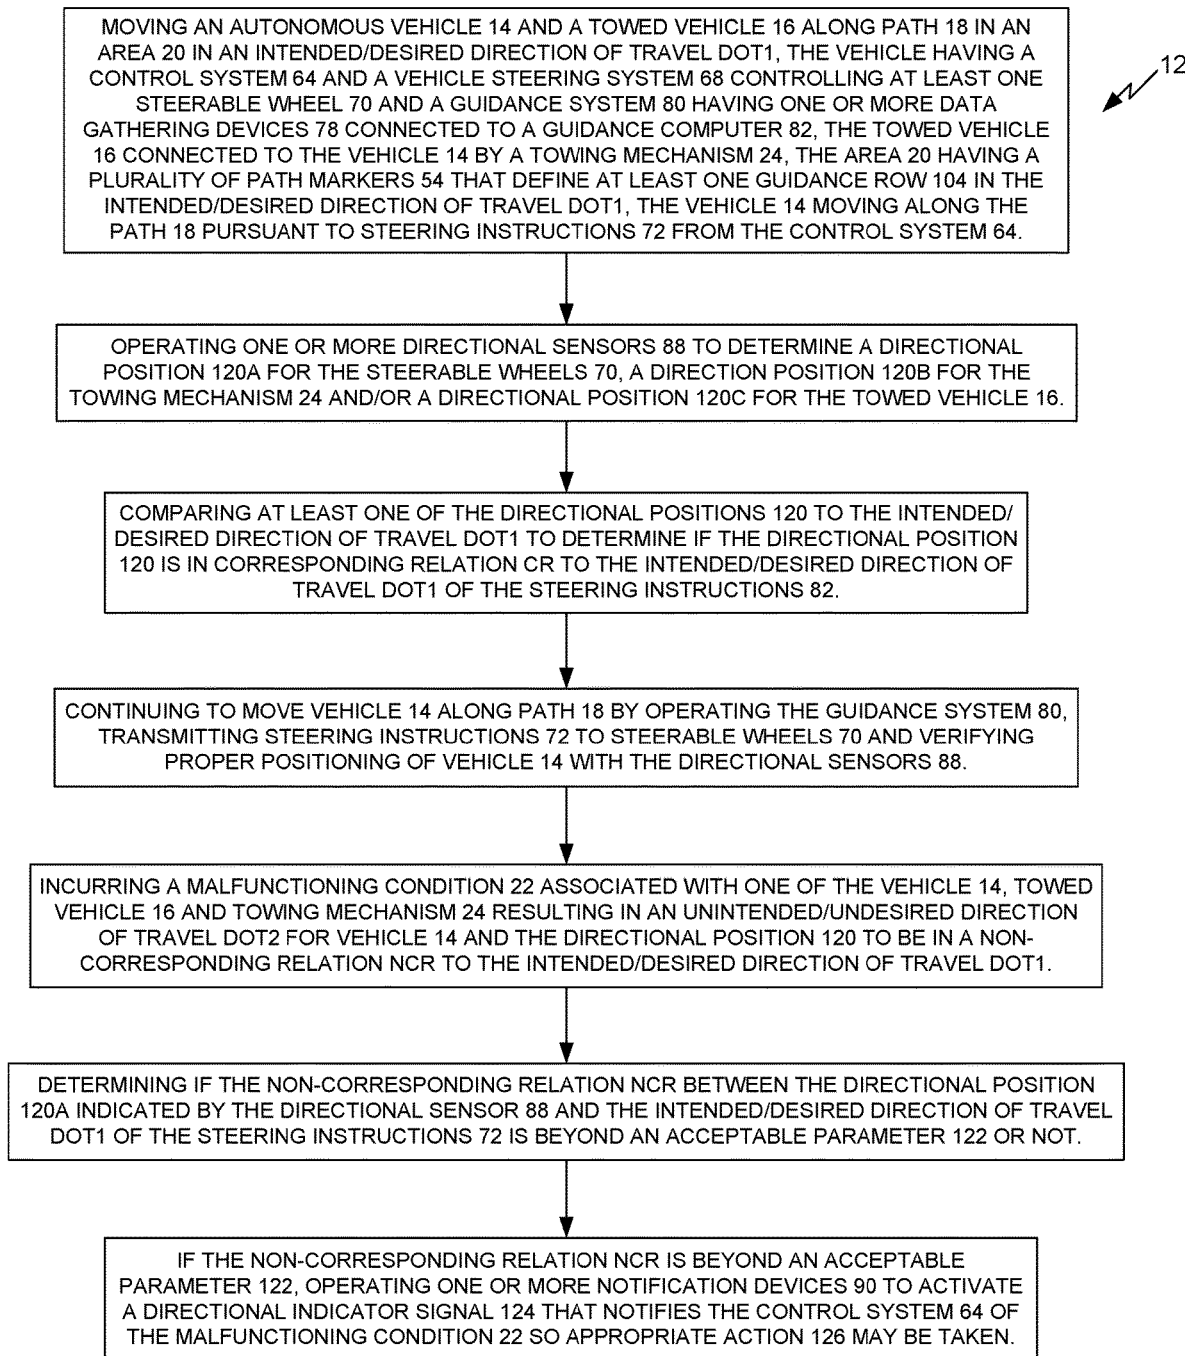 MOVING AN AUTONOMOUS VEHICLE 14 AND A TOWED VEHICLE 16 ALONG PATH 18 IN AN
AREA 20 IN AN INTENDED/DESIRED DIRECTION OF TRAVEL DOT1, THE VEHICLE HAVING A
CONTROL SYSTEM 64 AND A VEHICLE STEERING SYSTEM 68 CONTROLLING AT LEAST ONE
STEERABLE WHEEL 70 AND A GUIDANCE SYSTEM 80 HAVING ONE OR MORE DATA
GATHERING DEVICES 78 CONNECTED TO A GUIDANCE COMPUTER 82, THE TOWED VEHICLE
16 CONNECTED TO THE VEHICLE 14 BY A TOWING MECHANISM 24, THE AREA 20 HAVING A
PLURALITY OF PATH MARKERS 54 THAT DEFINE AT LEAST ONE GUIDANCE ROW 104 IN THE
INTENDED/DESIRED DIRECTION OF TRAVEL DOT1, THE VEHICLE 14 MOVING ALONG THE
PATH 18 PURSUANT TO STEERING INSTRUCTIONS 72 FROM THE CONTROL SYSTEM 64.
12
OPERATING ONE OR MORE DIRECTIONAL SENSORS 88 TO DETERMINE A DIRECTIONAL
POSITION 120A FOR THE STEERABLE WHEELS 70, A DIRECTION POSITION 120B FOR THE
TOWING MECHANISM 24 AND/OR A DIRECTIONAL POSITION 120C FOR THE TOWED VEHICLE 16.
COMPARING AT LEAST ONE OF THE DIRECTIONAL POSITIONS 120 TO THE INTENDED/
DESIRED DIRECTION OF TRAVEL DOT1 TO DETERMINE IF THE DIRECTIONAL POSITION
120 IS IN CORRESPONDING RELATION CR TO THE INTENDED/DESIRED DIRECTION OF
TRAVEL DOT1 OF THE STEERING INSTRUCTIONS 82.
CONTINUING TO MOVE VEHICLE 14 ALONG PATH 18 BY OPERATING THE GUIDANCE SYSTEM 80,
TRANSMITTING STEERING INSTRUCTIONS 72 TO STEERABLE WHEELS 70 AND VERIFYING
PROPER POSITIONING OF VEHICLE 14 WITH THE DIRECTIONAL SENSORS 88.
INCURRING A MALFUNCTIONING CONDITION 22 ASSOCIATED WITH ONE OF THE VEHICLE 14, TOWED
VEHICLE 16 AND TOWING MECHANISM 24 RESULTING IN AN UNINTENDED/UNDESIRED DIRECTION
OF TRAVEL DOT2 FOR VEHICLE 14 AND THE DIRECTIONAL POSITION 120 TO BE IN A NON-
CORRESPONDING RELATION NCR TO THE INTENDED/DESIRED DIRECTION OF TRAVEL DOT1.
DETERMINING IF THE NON-CORRESPONDING RELATION NCR BETWEEN THE DIRECTIONAL POSITION
120A INDICATED BY THE DIRECTIONAL SENSOR 88 AND THE INTENDED/DESIRED DIRECTION OF TRAVEL
DOT1 OF THE STEERING INSTRUCTIONS 72 IS BEYOND AN ACCEPTABLE PARAMETER 122 OR NOT.
IF THE NON-CORRESPONDING RELATION NCR IS BEYOND AN ACCEPTABLE
PARAMETER 122, OPERATING ONE OR MORE NOTIFICATION DEVICES 90 TO ACTIVATE
A DIRECTIONAL INDICATOR SIGNAL 124 THAT NOTIFIES THE CONTROL SYSTEM 64 OF
THE MALFUNCTIONING CONDITION 22 SO APPROPRIATE ACTION 126 MAY BE TAKEN.